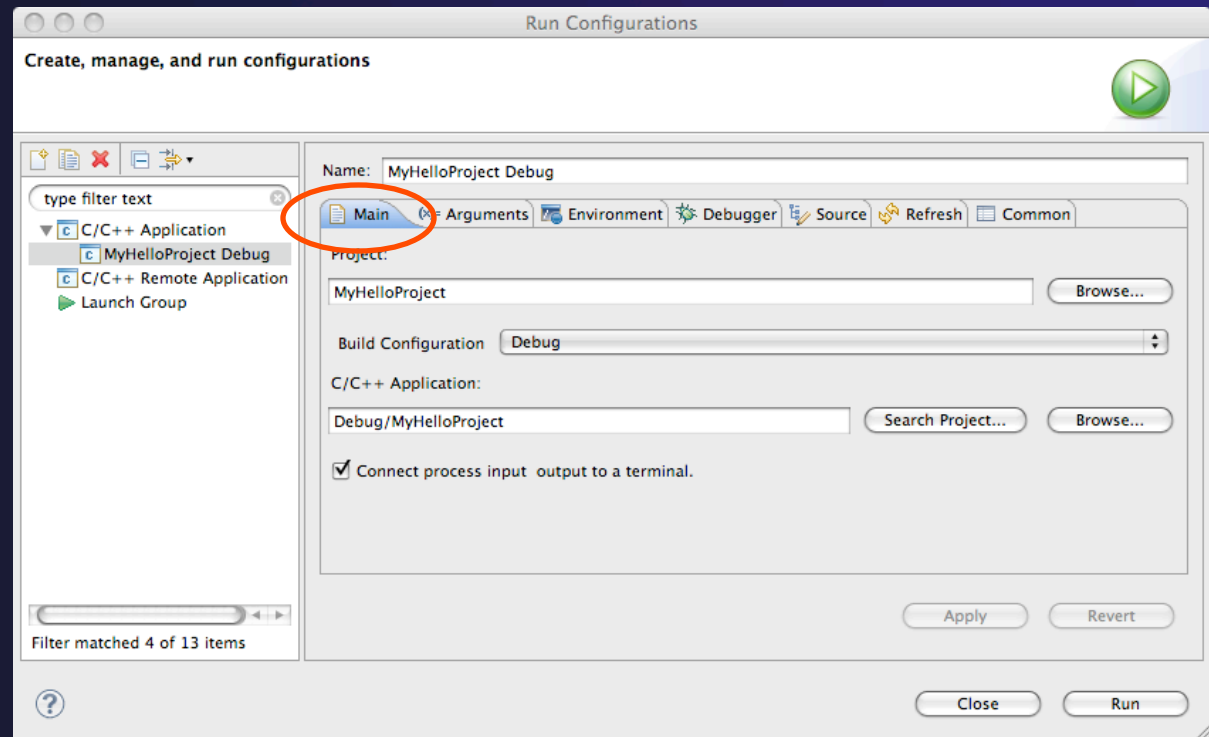 Run Configurations
Create, manage, and run configurations
type filter text
C/C++ Application
MyHelloProject Debug
C/C++ Remote Application
Launch Group
Filter matched 4 of 13 items
Name: MyHelloProject Debug
Main (x)= Arguments Environment Debugger Source Refresh Common
Project:
MyHelloProject Browse...
Build Configuration Debug
C/C++ Application:
Debug/MyHelloProject Search Project... Browse...
Connect process input output to a terminal.
Apply Revert
Close Run